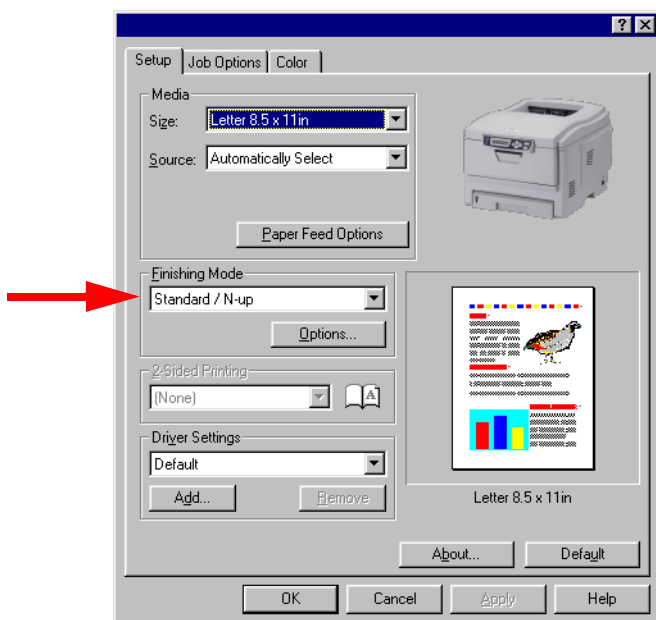 Setup
Job Options
Color
Media
Size:
Letter 8.5 x 11in
Source:
Automatically Select
Paper Feed Options
Finishing Mode
Standard / N-up
Options...
2-Sided Printing
(None)
A
Driver Settings
Default
Add...
Remove
Letter 8.5 x 11in
About...
Default
OK
Cancel
Apply
Help